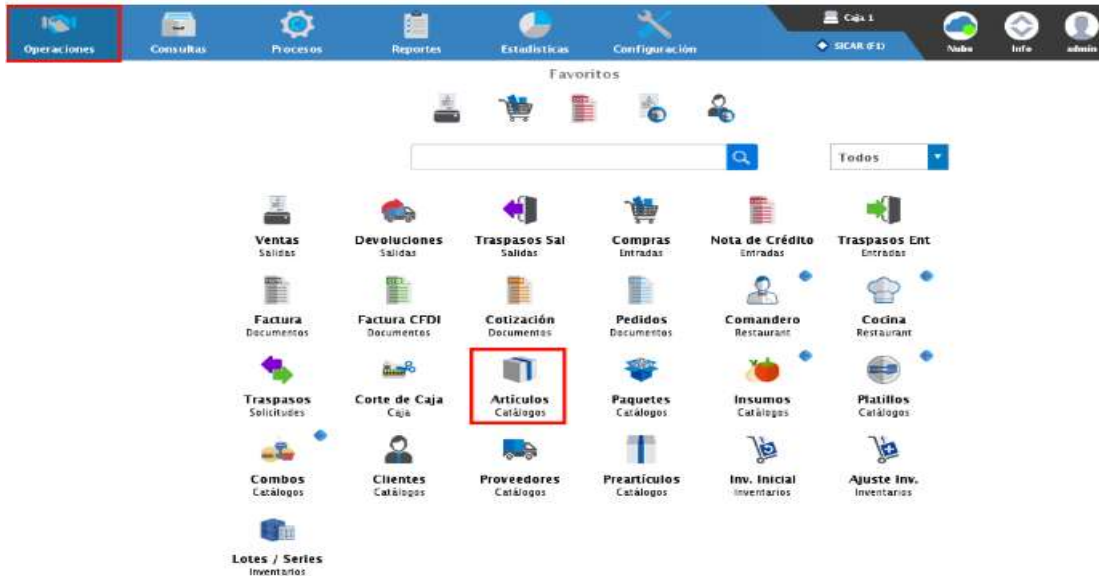 Caja 1
Operaciones Consultas Procesos Reportes Estadísticas Configuración SICAR (F1) Nube Info admin
Favoritos
Todos
Ventas Devoluciones Traspasos Sal Compras Nota de Crédito Traspasos Ent
Salidas Salidas Salidas Entradas Entradas Entradas
Factura Factura CFDI Cotización Pedidos Comandero Cocina
Documentos Documentos Documentos Documentos Restaurant Restaurant
Traspasos Corte de Caja Artículos Paquetes Insumos Platillos
Solicitudes Caja Catálogos Catálogos Catálogos Catálogos
Combos Clientes Proveedores Preartículos Inv. Inicial Ajuste Inv.
Catálogos Catálogos Catálogos Catálogos Inventarios Inventarios
Lotes / Series
Inventarios